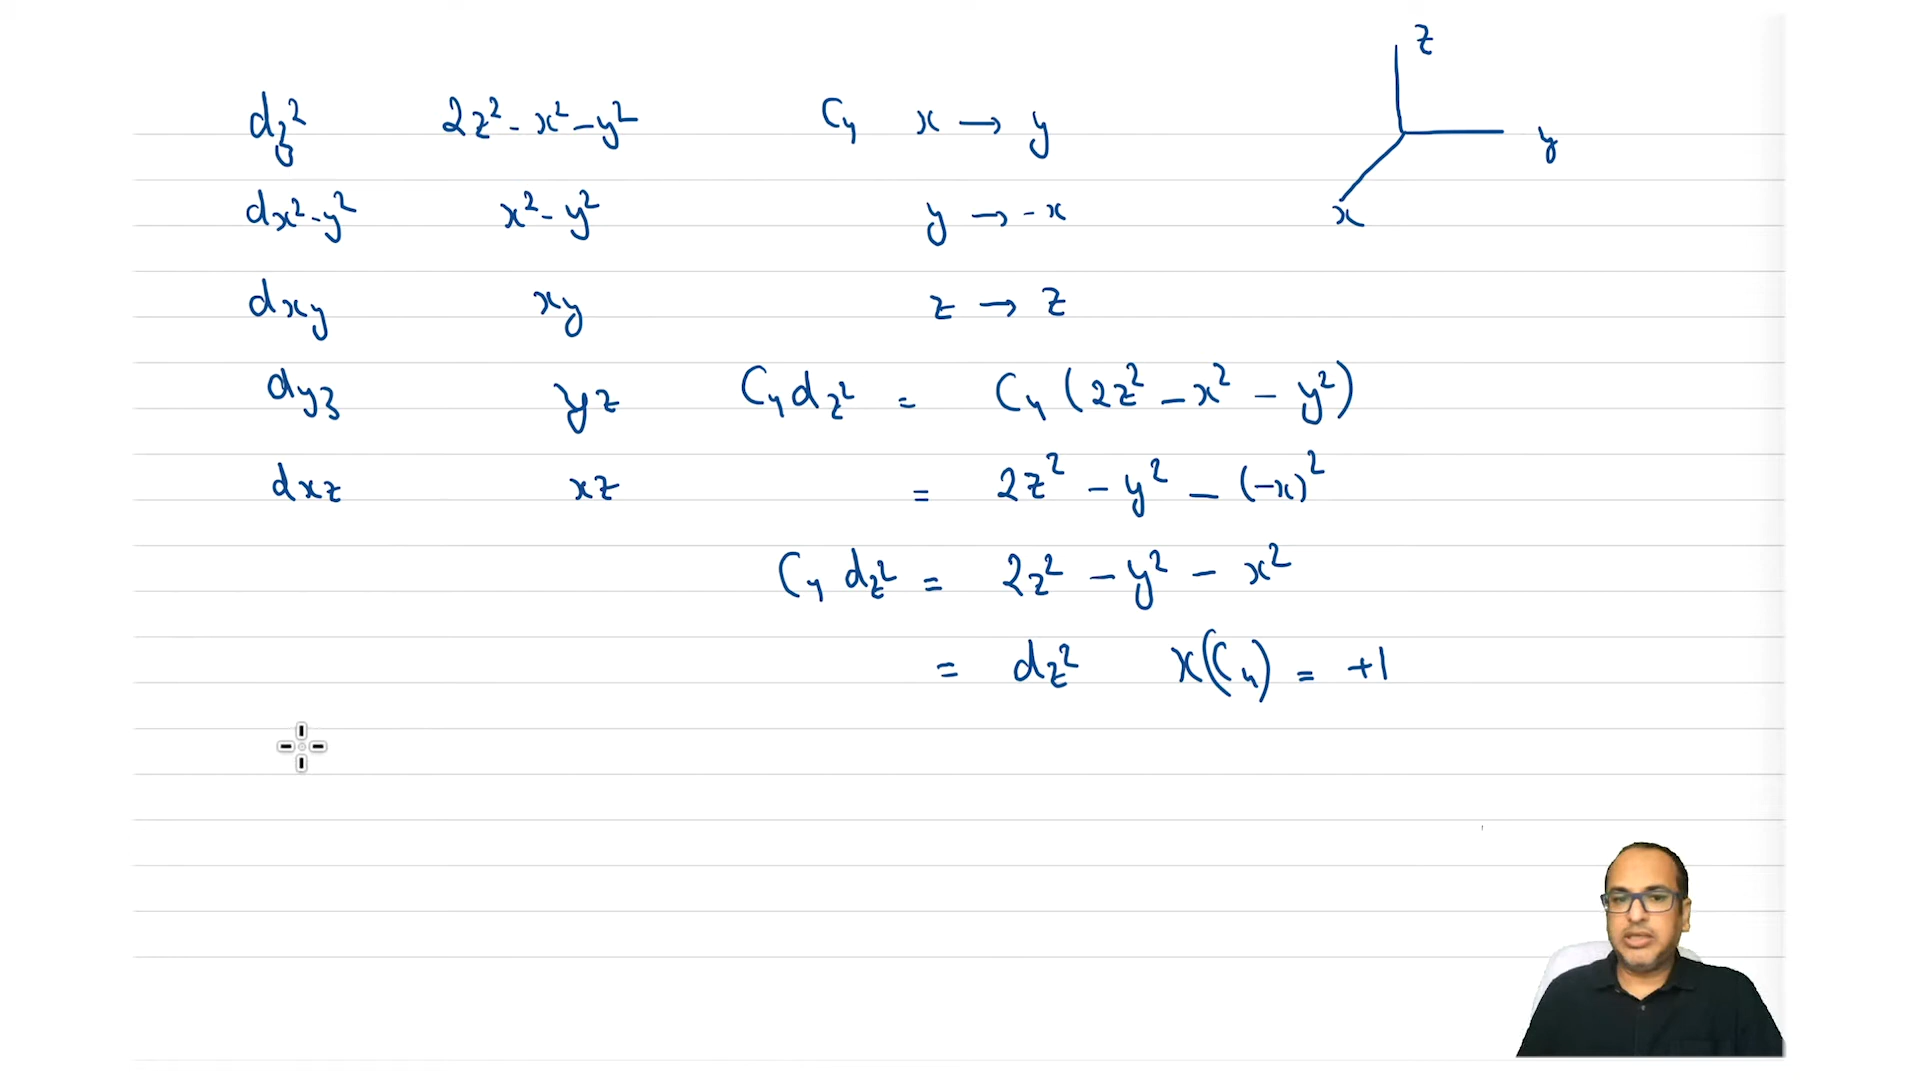 z
d_z² 2z² - x² - y² C₄ x → y y
d_x²-y² x² - y² y → -x x
d_xy xy z → z
d_yz yz C₄ d_z² = C₄ (2z² - x² - y²)
d_xz xz = 2z² - y² - (-x)²
C₄ d_z² = 2z² - y² - x²
= d_z² χ(C₄) = +1